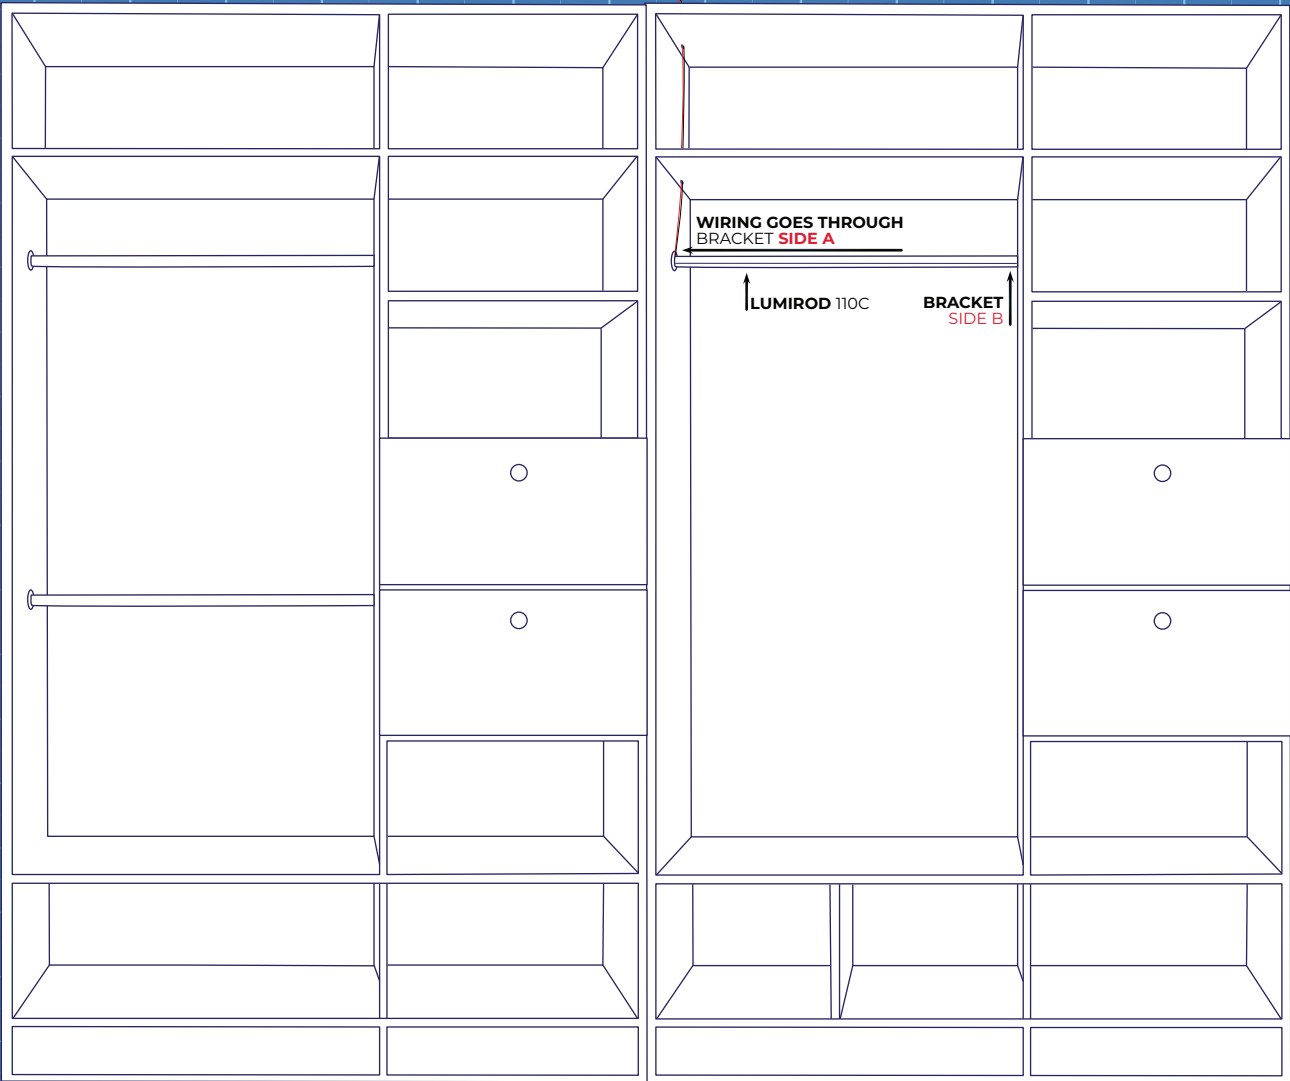 WIRING GOES THROUGH
BRACKET SIDE A
LUMIROD 110C
BRACKET
SIDE B